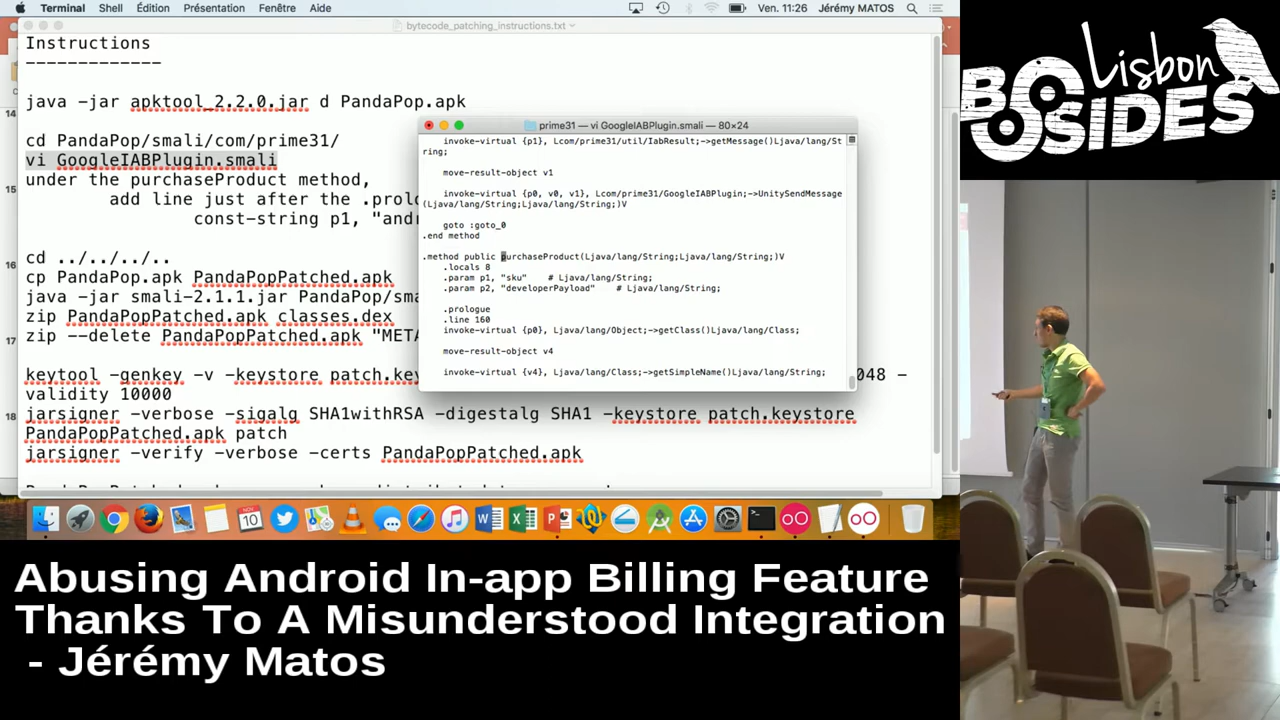 Terminal Shell Édition Présentation Fenêtre Aide
Ven. 11:26 Jérémy MATOS
bytecode_patching_instructions.txt
Instructions
-------------
java -jar apktool_2.2.0.jar d PandaPop.apk
cd PandaPop/smali/com/prime31/
vi GoogleIABPlugin.smali
under the purchaseProduct method,
add line just after the .prolo
const-string p1, "and
cd ../../../..
cp PandaPop.apk PandaPopPatched.apk
java -jar smali-2.1.1.jar PandaPop/sma
zip PandaPopPatched.apk classes.dex
zip --delete PandaPopPatched.apk "META
keytool -genkey -v -keystore patch.key
048 -
validity 10000
jarsigner -verbose -sigalg SHA1withRSA -digestalg SHA1 -keystore patch.keystore
PandaPopPatched.apk patch
jarsigner -verify -verbose -certs PandaPopPatched.apk
14
15
16
17
18
prime31 — vi GoogleIABPlugin.smali — 80×24
invoke-virtual {p1}, Lcom/prime31/util/IabResult;->getMessage()Ljava/lang/St
ring;
move-result-object v1
invoke-virtual {p0, v0, v1}, Lcom/prime31/GoogleIABPlugin;->UnitySendMessage
(Ljava/lang/String;Ljava/lang/String;)V
goto :goto_0
.end method
.method public purchaseProduct(Ljava/lang/String;Ljava/lang/String;)V
.locals 8
.param p1, "sku" # Ljava/lang/String;
.param p2, "developerPayload" # Ljava/lang/String;
.prologue
.line 160
invoke-virtual {p0}, Ljava/lang/Object;->getClass()Ljava/lang/Class;
move-result-object v4
invoke-virtual {v4}, Ljava/lang/Class;->getSimpleName()Ljava/lang/String;
NOV
10
Lisbon
BSIDES
Abusing Android In-app Billing Feature
Thanks To A Misunderstood Integration
- Jérémy Matos